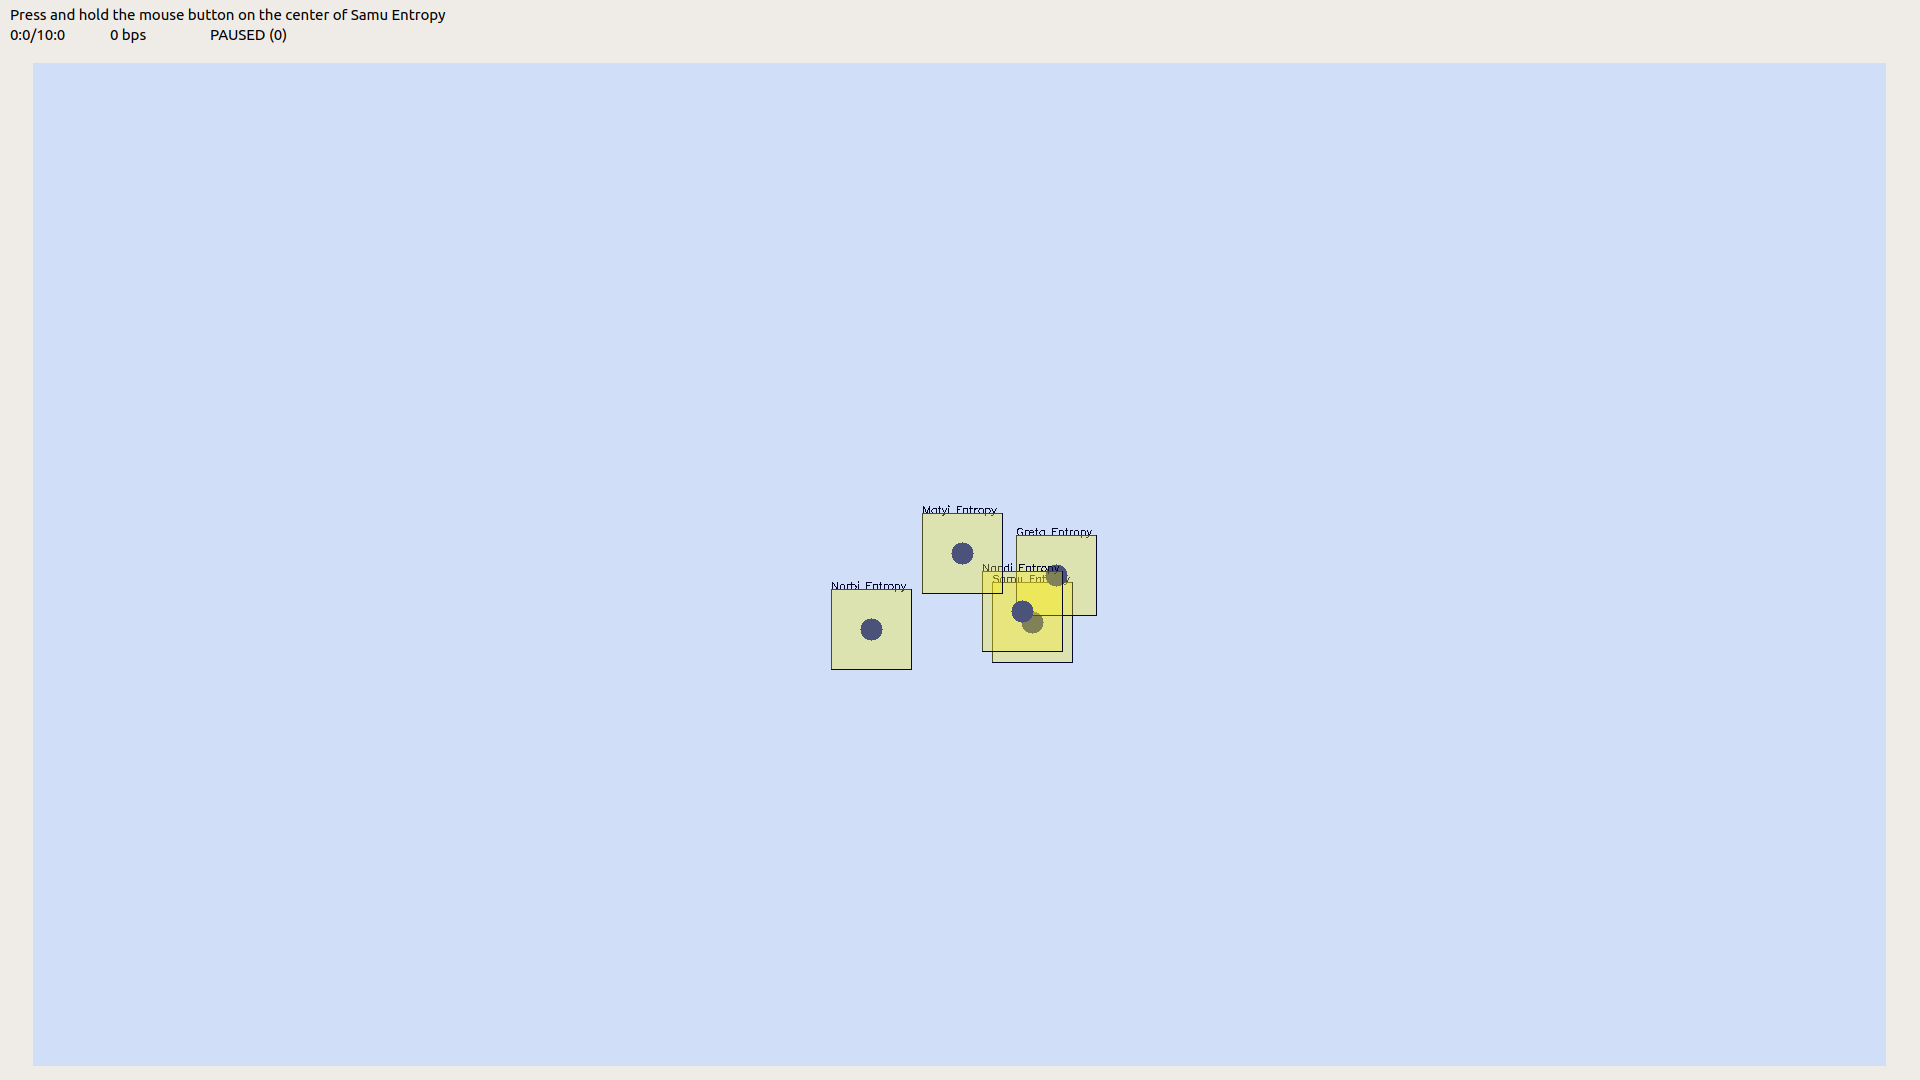 Press and hold the mouse button on the center of Samu Entropy
0:0/10:0 0 bps PAUSED (0)
Matyi Entropy
Greta Entropy
Nandi Entropy
Samu Entropy
Norbi Entropy